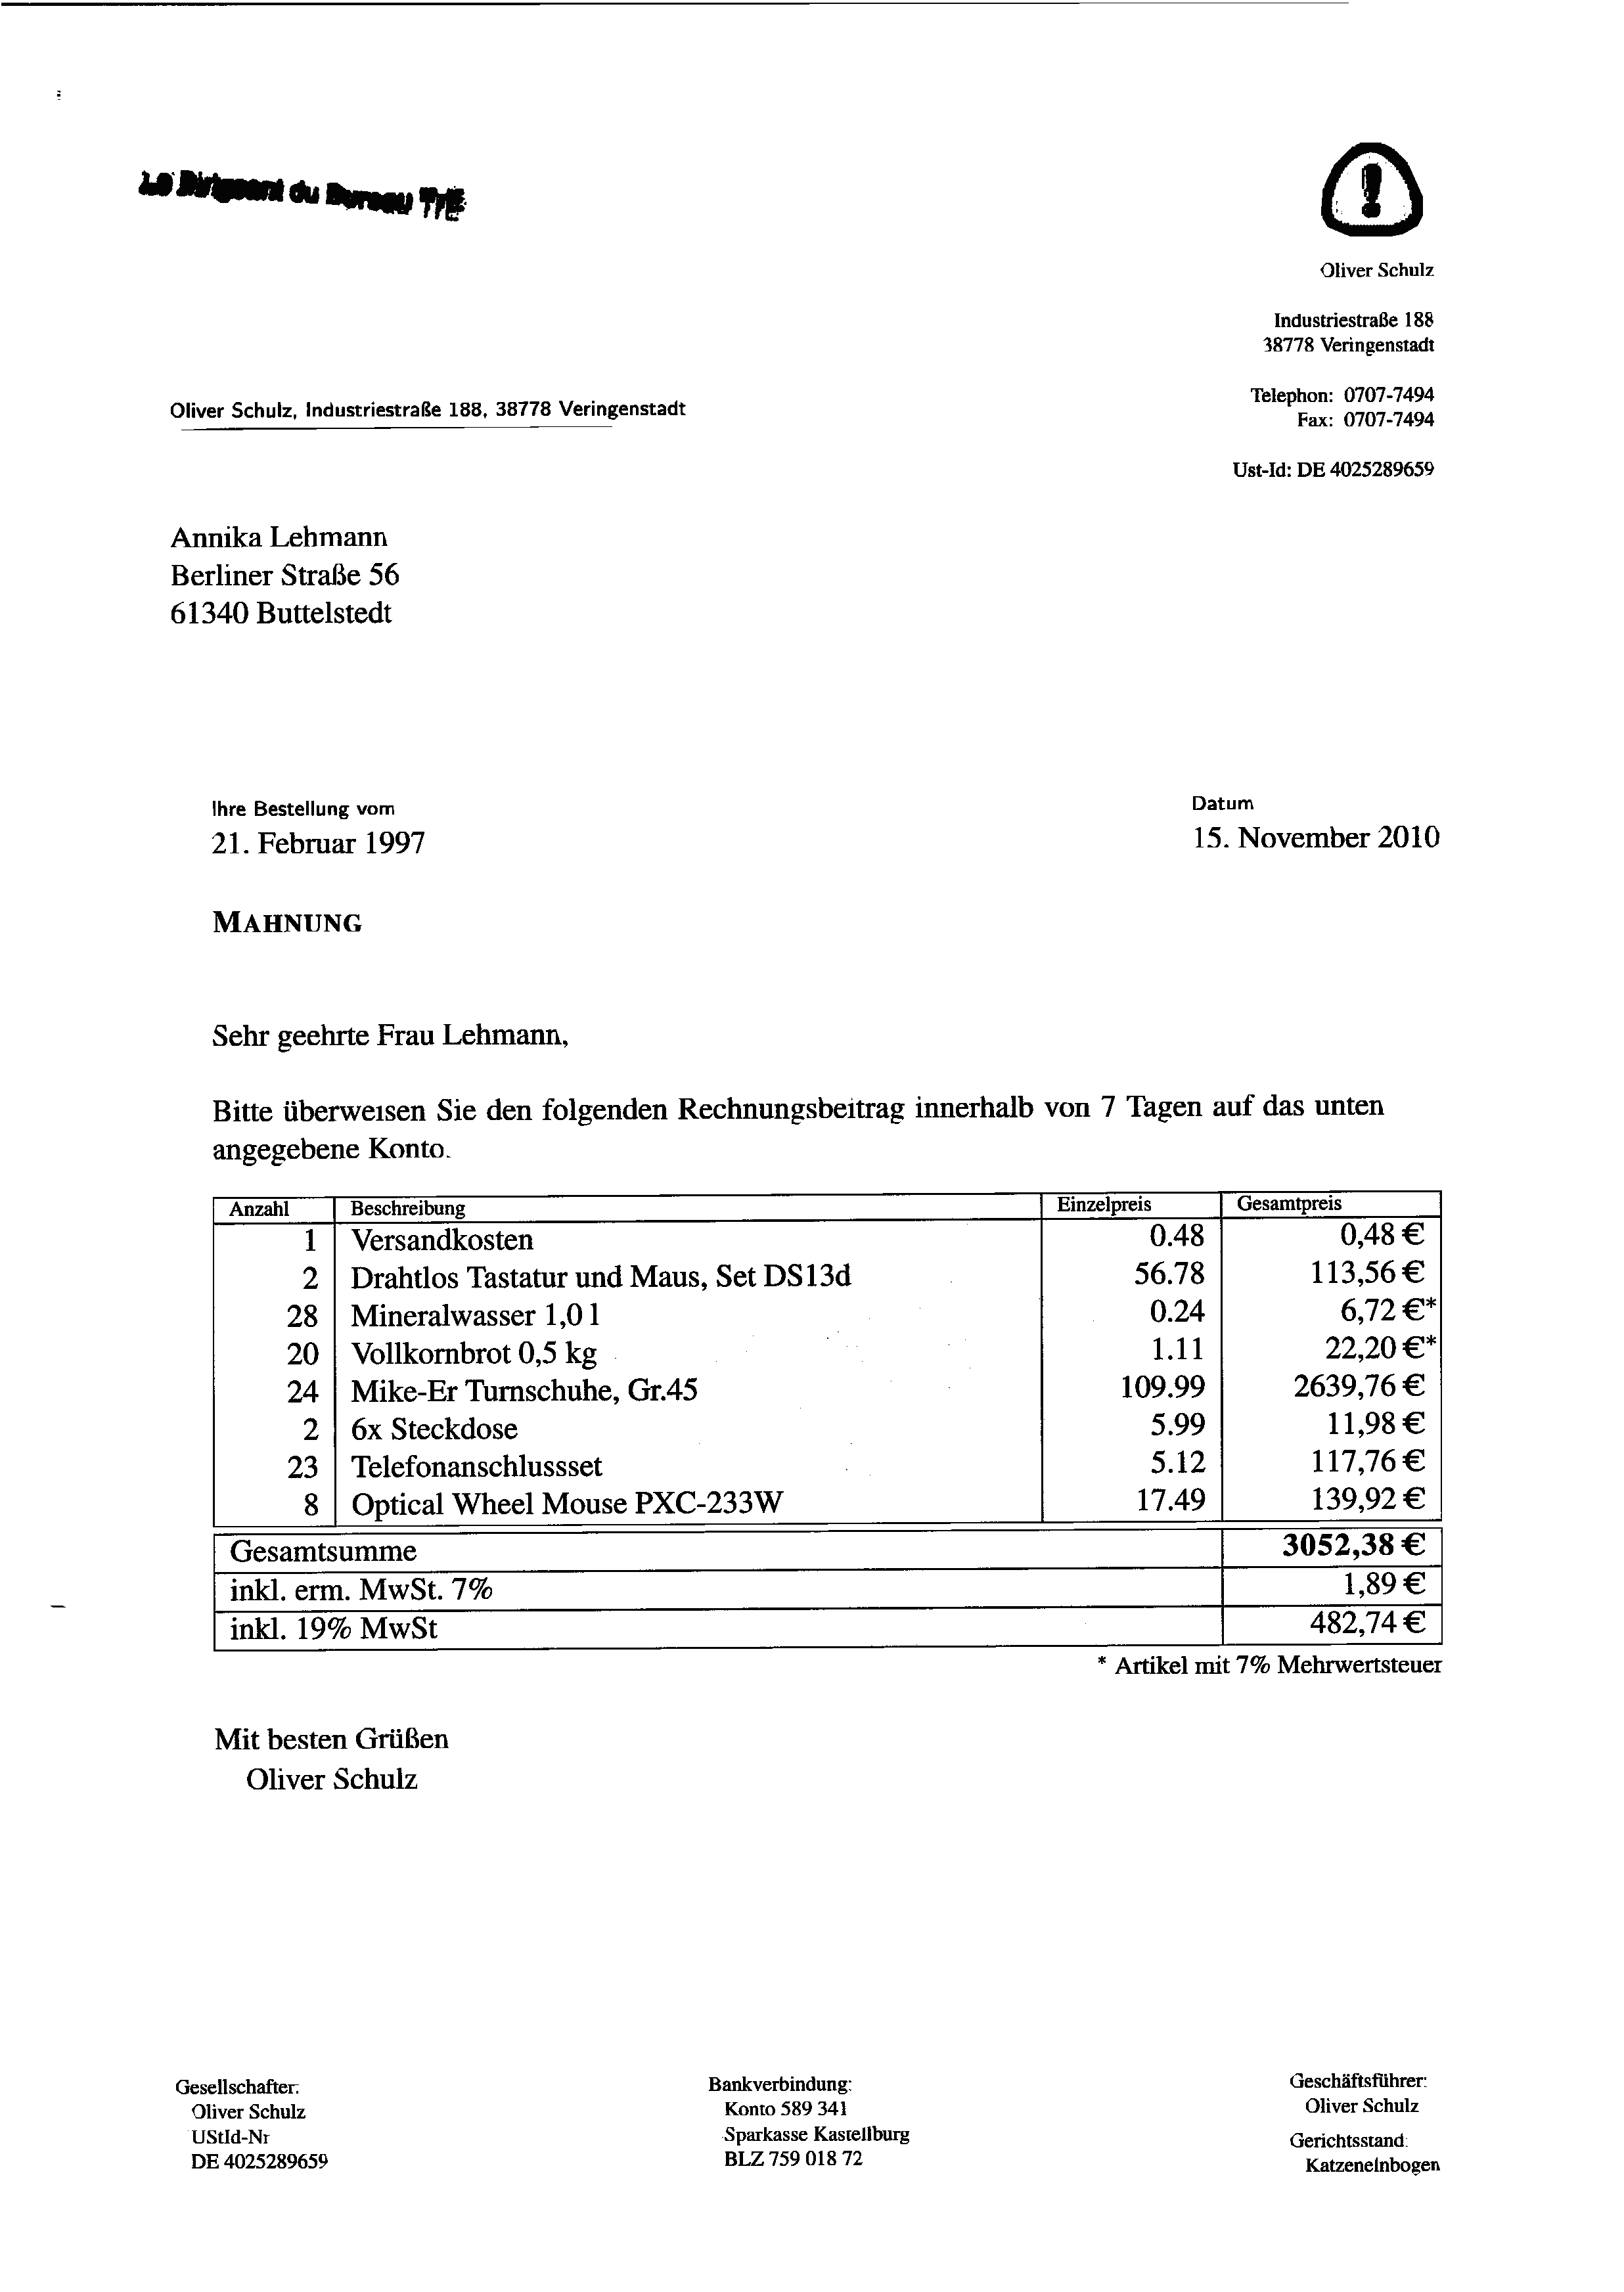 Le Dirigeant du Bureau
!
Oliver Schulz
Industriestraße 188
38778 Veringenstadt
Telephon: 0707-7494
Fax: 0707-7494
Ust-Id: DE 4025289659
Oliver Schulz, Industriestraße 188, 38778 Veringenstadt
Annika Lehmann
Berliner Straße 56
61340 Buttelstedt
Ihre Bestellung vom
21. Februar 1997
Datum
15. November 2010
MAHNUNG
Sehr geehrte Frau Lehmann,
Bitte überweisen Sie den folgenden Rechnungsbeitrag innerhalb von 7 Tagen auf das unten
angegebene Konto.
Anzahl Beschreibung Einzelpreis Gesamtpreis
1 Versandkosten 0.48 0,48 €
2 Drahtlos Tastatur und Maus, Set DS13d 56.78 113,56 €
28 Mineralwasser 1,0 l 0.24 6,72 €*
20 Vollkornbrot 0,5 kg 1.11 22,20 €*
24 Mike-Er Turnschuhe, Gr.45 109.99 2639,76 €
2 6x Steckdose 5.99 11,98 €
23 Telefonanschlussset 5.12 117,76 €
8 Optical Wheel Mouse PXC-233W 17.49 139,92 €
Gesamtsumme 3052,38 €
inkl. erm. MwSt. 7% 1,89 €
inkl. 19% MwSt 482,74 €
* Artikel mit 7% Mehrwertsteuer
Mit besten Grüßen
Oliver Schulz
Gesellschafter:
Oliver Schulz
UStId-Nr
DE 4025289659
Bankverbindung:
Konto 589 341
Sparkasse Kastellburg
BLZ 759 018 72
Geschäftsführer:
Oliver Schulz
Gerichtsstand:
Katzenelnbogen